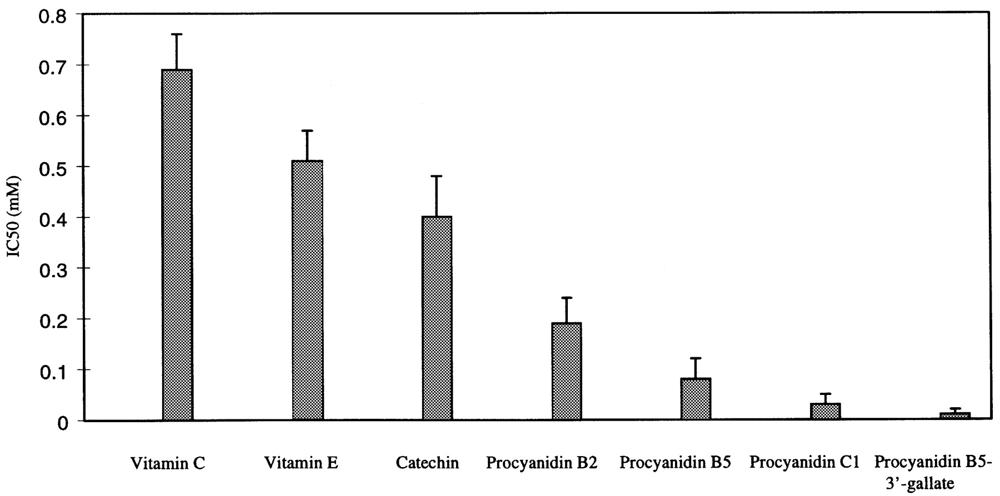 0.8
0.7
0.6
0.5
0.4
0.3
0.2
0.1
0
IC50 (mM)
Vitamin C
Vitamin E
Catechin
Procyanidin B2
Procyanidin B5
Procyanidin C1
Procyanidin B5-
3’-gallate